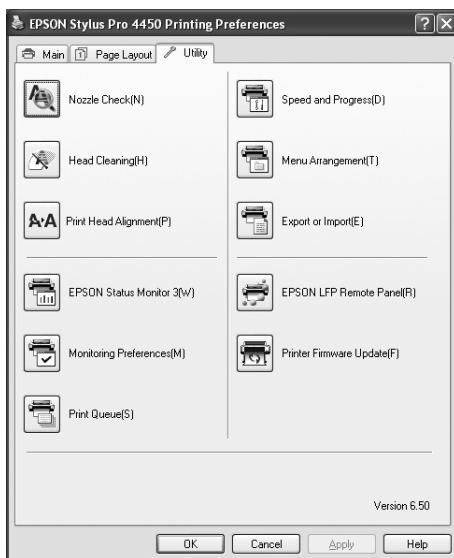 EPSON Stylus Pro 4450 Printing Preferences
Main
Page Layout
Utility
Nozzle Check(N)
Speed and Progress(D)
Head Cleaning(H)
Menu Arrangement(T)
Print Head Alignment(P)
Export or Import(E)
EPSON Status Monitor 3(W)
EPSON LFP Remote Panel(R)
Monitoring Preferences(M)
Printer Firmware Update(F)
Print Queue(S)
Version 6.50
OK
Cancel
Apply
Help